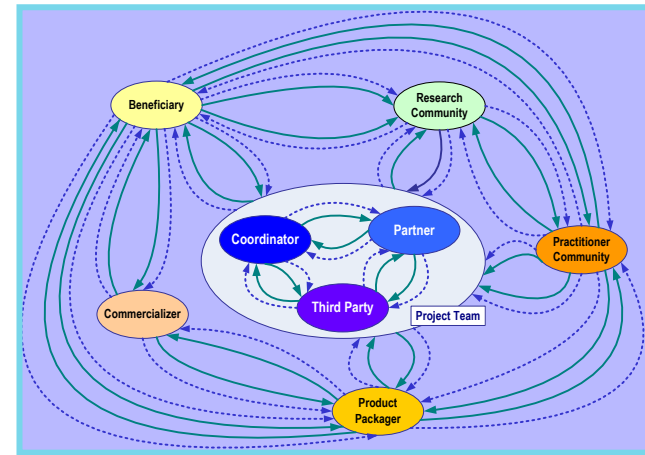 Beneficiary
Research
Community
Coordinator
Partner
Practitioner
Community
Third Party
Commercializer
Project Team
Product
Packager